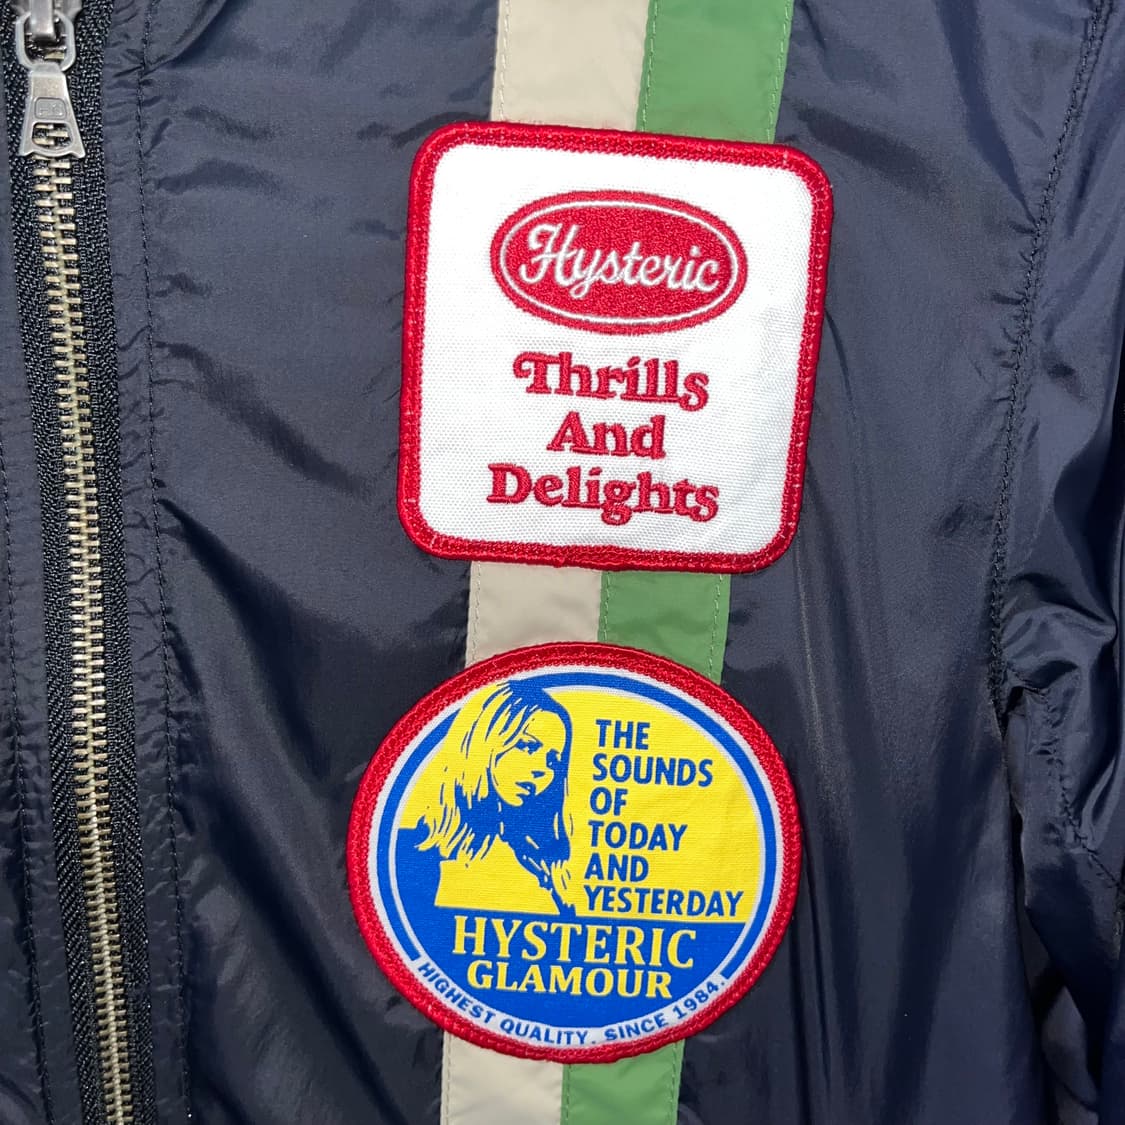 Hysteric
Thrills
And
Delights
THE
SOUNDS
OF
TODAY
AND
YESTERDAY
HYSTERIC
GLAMOUR
HIGHEST QUALITY. SINCE 1984.